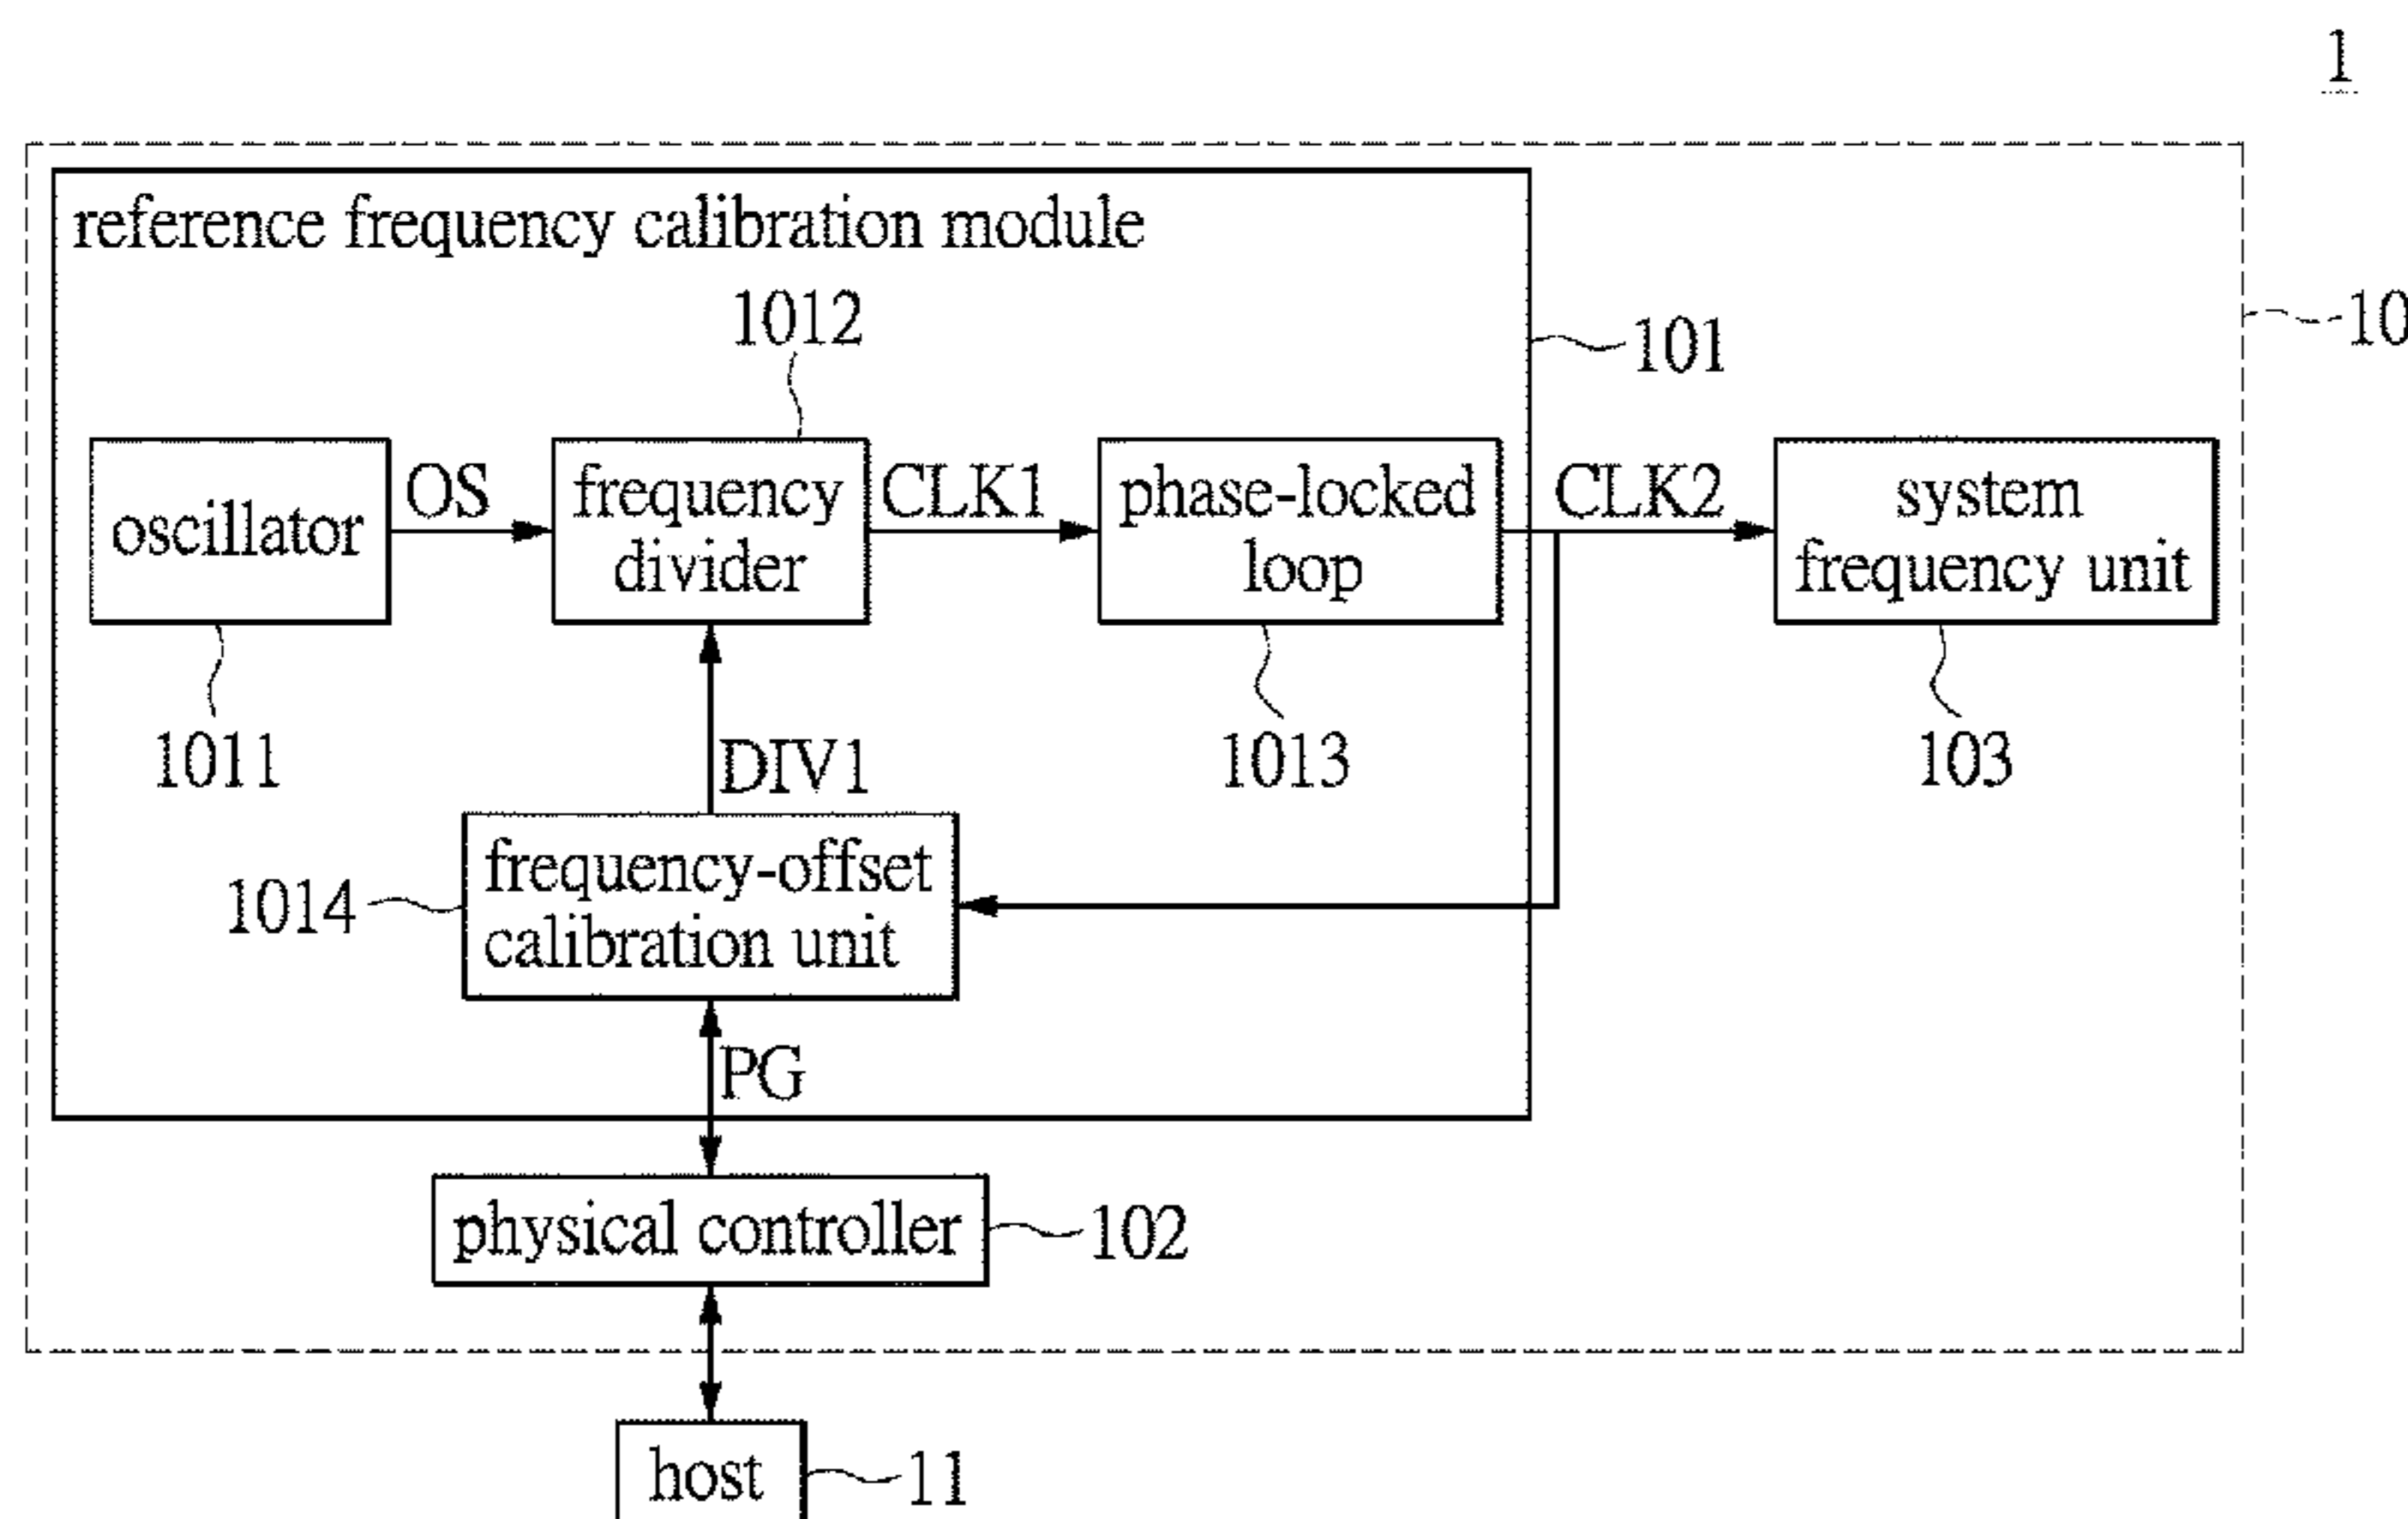 1
reference frequency calibration module
1012
101
10
oscillator
OS
frequency
divider
CLK1
phase-locked
loop
CLK2
system
frequency unit
1011
DIV1
1013
103
1014
frequency-offset
calibration unit
PG
physical controller
102
host
11